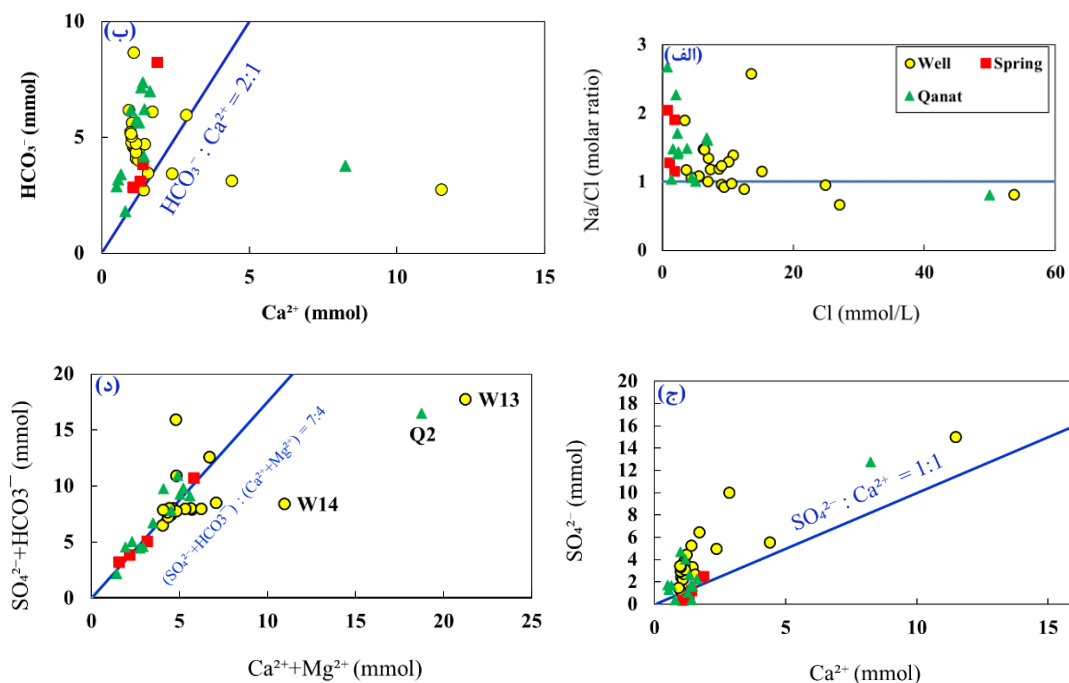 (ب)
10
5
0
HCO₃⁻ (mmol)
HCO₃⁻ : Ca²⁺ = 2:1
0
5
10
15
Ca²⁺ (mmol)
(الف)
Well
Spring
Qanat
3
2
1
0
Na/Cl (molar ratio)
0
20
40
60
Cl (mmol/L)
(د)
20
15
10
5
0
SO₄²⁻+HCO3⁻ (mmol)
W13
Q2
W14
(SO₄²⁻+HCO3⁻) : (Ca²⁺+Mg²⁺) = 7:4
0
5
10
15
20
25
Ca²⁺+Mg²⁺ (mmol)
(ج)
20
18
16
14
12
10
8
6
4
2
0
SO₄²⁻ (mmol)
SO₄²⁻ : Ca²⁺ = 1:1
0
5
10
15
Ca²⁺ (mmol)